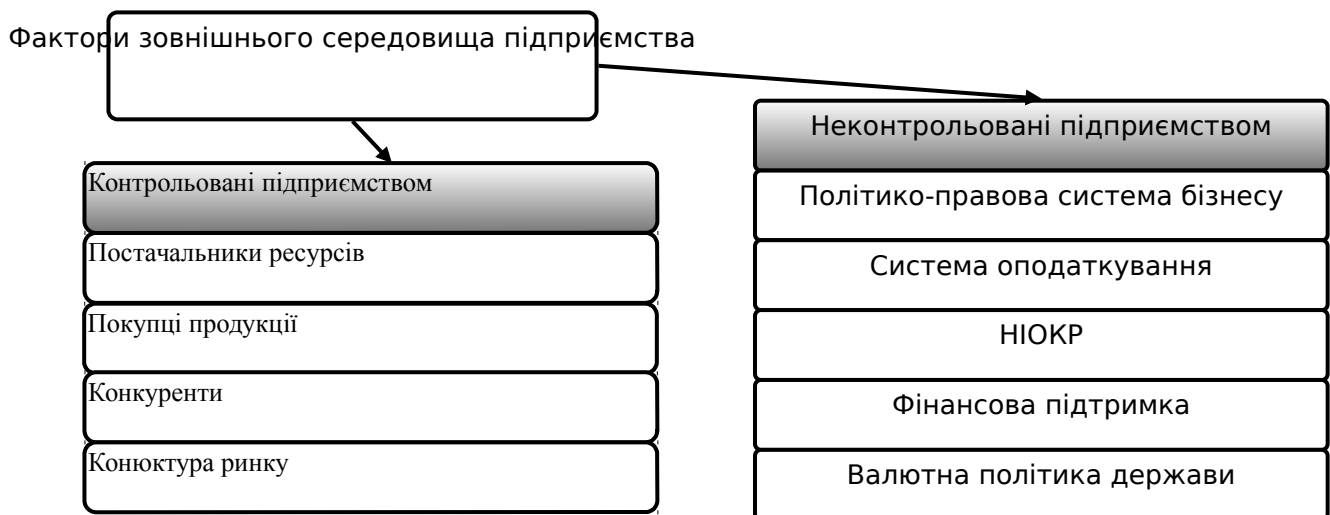 Фактори зовнішнього середовища підприємства
Контрольовані підприємством
Постачальники ресурсів
Покупці продукції
Конкуренти
Конюктура ринку
Неконтрольовані підприємством
Політико-правова система бізнесу
Система оподаткування
НІОКР
Фінансова підтримка
Валютна політика держави